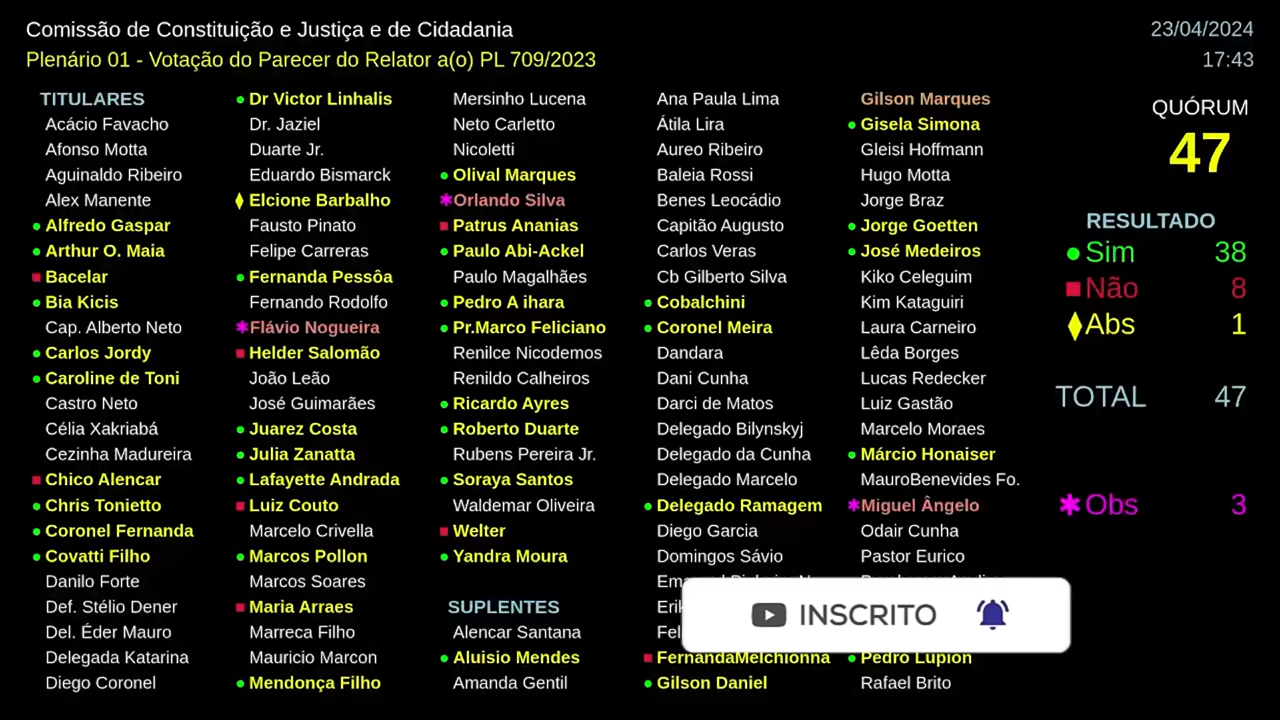 Comissão de Constituição e Justiça e de Cidadania
23/04/2024
Plenário 01 - Votação do Parecer do Relator a(o) PL 709/2023
17:43
TITULARES
Acácio Favacho
Afonso Motta
Aguinaldo Ribeiro
Alex Manente
Alfredo Gaspar
Arthur O. Maia
Bacelar
Bia Kicis
Cap. Alberto Neto
Carlos Jordy
Caroline de Toni
Castro Neto
Célia Xakriabá
Cezinha Madureira
Chico Alencar
Chris Tonietto
Coronel Fernanda
Covatti Filho
Danilo Forte
Def. Stélio Dener
Del. Éder Mauro
Delegada Katarina
Diego Coronel
Dr Victor Linhalis
Dr. Jaziel
Duarte Jr.
Eduardo Bismarck
Elcione Barbalho
Fausto Pinato
Felipe Carreras
Fernanda Pessôa
Fernando Rodolfo
Flávio Nogueira
Helder Salomão
João Leão
José Guimarães
Juarez Costa
Julia Zanatta
Lafayette Andrada
Luiz Couto
Marcelo Crivella
Marcos Pollon
Marcos Soares
Maria Arraes
Marreca Filho
Mauricio Marcon
Mendonça Filho
Mersinho Lucena
Neto Carletto
Nicoletti
Olival Marques
Orlando Silva
Patrus Ananias
Paulo Abi-Ackel
Paulo Magalhães
Pedro A ihara
Pr.Marco Feliciano
Renilce Nicodemos
Renildo Calheiros
Ricardo Ayres
Roberto Duarte
Rubens Pereira Jr.
Soraya Santos
Waldemar Oliveira
Welter
Yandra Moura
SUPLENTES
Alencar Santana
Aluisio Mendes
Amanda Gentil
Ana Paula Lima
Átila Lira
Aureo Ribeiro
Baleia Rossi
Benes Leocádio
Capitão Augusto
Carlos Veras
Cb Gilberto Silva
Cobalchini
Coronel Meira
Dandara
Dani Cunha
Darci de Matos
Delegado Bilynskyj
Delegado da Cunha
Delegado Marcelo
Delegado Ramagem
Diego Garcia
Domingos Sávio
FernandaMelchionna
Gilson Daniel
Gilson Marques
Gisela Simona
Gleisi Hoffmann
Hugo Motta
Jorge Braz
Jorge Goetten
José Medeiros
Kiko Celeguim
Kim Kataguiri
Laura Carneiro
Lêda Borges
Lucas Redecker
Luiz Gastão
Marcelo Moraes
Márcio Honaiser
MauroBenevides Fo.
Miguel Ângelo
Odair Cunha
Pastor Eurico
Pedro Lupion
Rafael Brito
QUÓRUM
47
RESULTADO
Sim 38
Não 8
Abs 1
TOTAL 47
Obs 3
INSCRITO